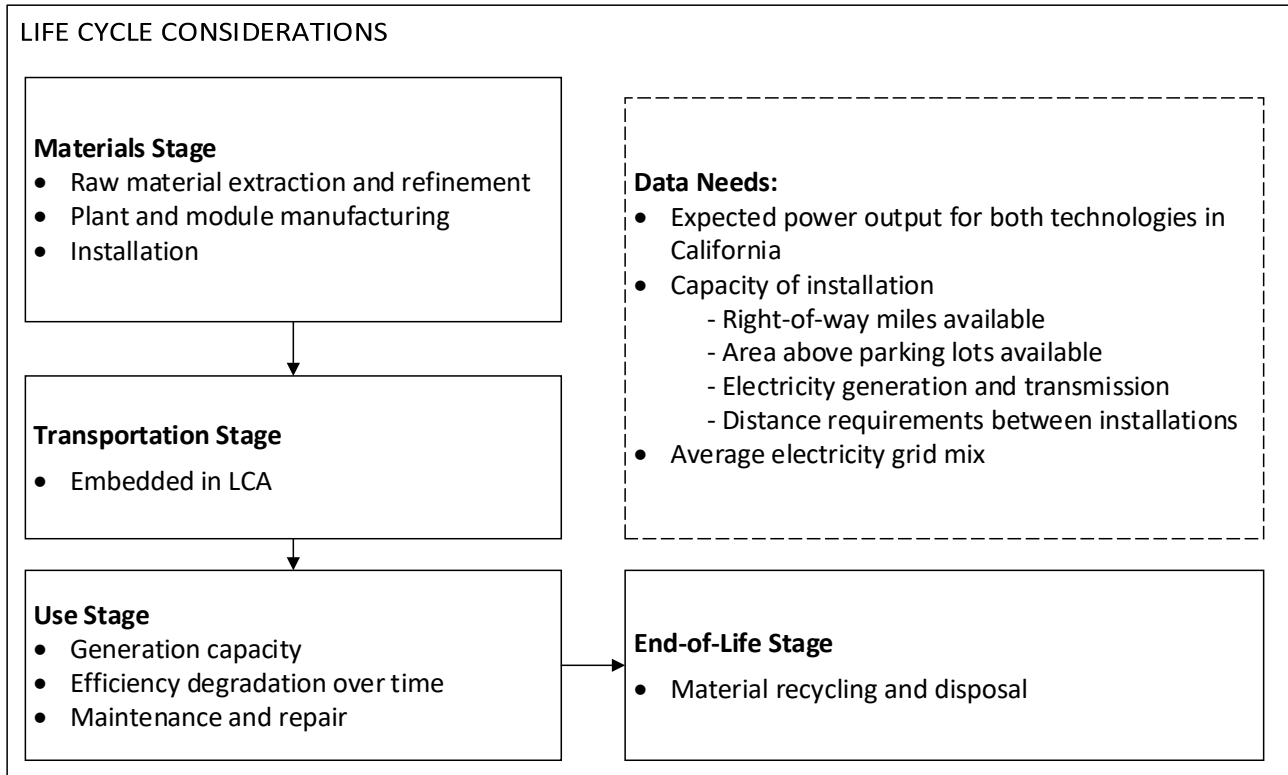 LIFE CYCLE CONSIDERATIONS
Materials Stage
• Raw material extraction and refinement
• Plant and module manufacturing
• Installation
Transportation Stage
• Embedded in LCA
Use Stage
• Generation capacity
• Efficiency degradation over time
• Maintenance and repair
Data Needs:
• Expected power output for both technologies in
California
• Capacity of installation
- Right-of-way miles available
- Area above parking lots available
- Electricity generation and transmission
- Distance requirements between installations
• Average electricity grid mix
End-of-Life Stage
• Material recycling and disposal